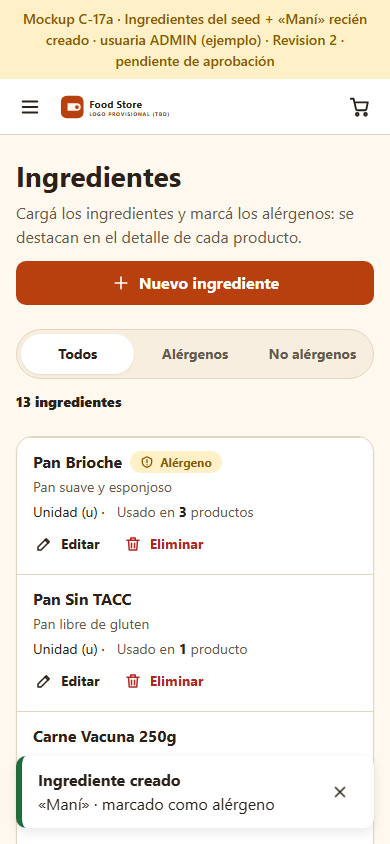 Mockup C-17a · Ingredientes del seed + «Maní» recién
creado · usuaria ADMIN (ejemplo) · Revision 2 ·
pendiente de aprobación
Food Store
LOGO PROVISIONAL (TBD)
Ingredientes
Cargá los ingredientes y marcá los alérgenos: se
destacan en el detalle de cada producto.
Nuevo ingrediente
Todos Alérgenos No alérgenos
13 ingredientes
Pan Brioche Alérgeno
Pan suave y esponjoso
Unidad (u) · Usado en 3 productos
Editar Eliminar
Pan Sin TACC
Pan libre de gluten
Unidad (u) · Usado en 1 producto
Editar Eliminar
Carne Vacuna 250g
Ingrediente creado
«Maní» · marcado como alérgeno